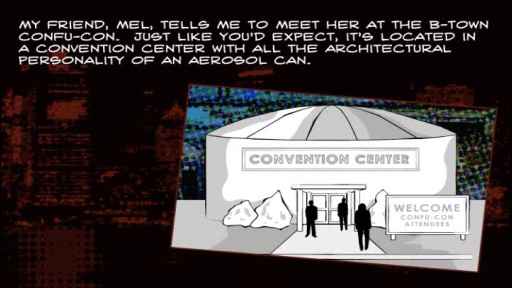 MY FRIEND, MEL, TELLS ME TO MEET HER AT THE B-TOWN
CONFU-CON. JUST LIKE YOU'D EXPECT, IT'S LOCATED IN
A CONVENTION CENTER WITH ALL THE ARCHITECTURAL
PERSONALITY OF AN AEROSOL CAN.
CONVENTION CENTER
WELCOME
CONFU-CON
ATTENDEES